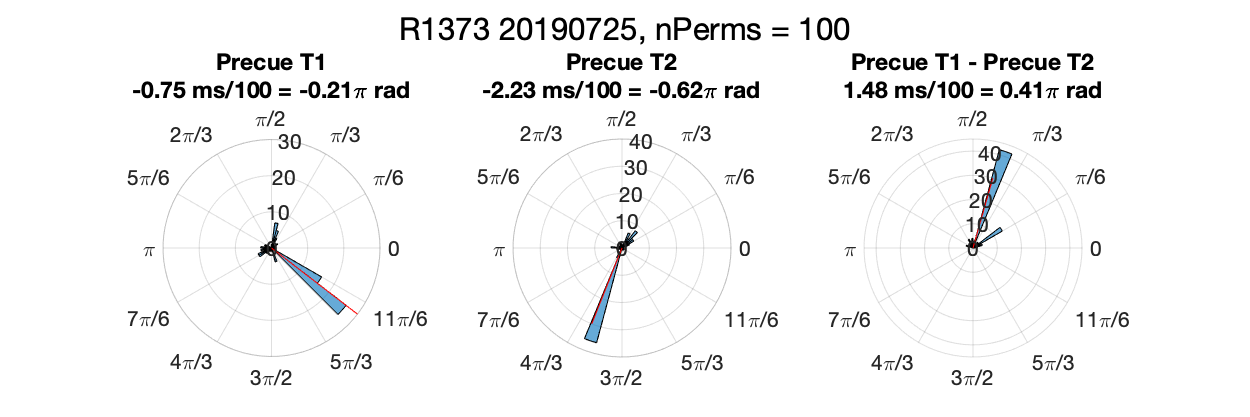 R1373 20190725, nPerms = 100
Precue T1
-0.75 ms/100 = -0.21π rad
π/2
2π/3
π/3
5π/6
π/6
π
0
7π/6
11π/6
4π/3
5π/3
3π/2
30
20
10
0
Precue T2
-2.23 ms/100 = -0.62π rad
π/2
2π/3
π/3
5π/6
π/6
π
0
7π/6
11π/6
4π/3
5π/3
3π/2
40
30
20
10
0
Precue T1 - Precue T2
1.48 ms/100 = 0.41π rad
π/2
2π/3
π/3
5π/6
π/6
π
0
7π/6
11π/6
4π/3
5π/3
3π/2
40
30
20
10
0